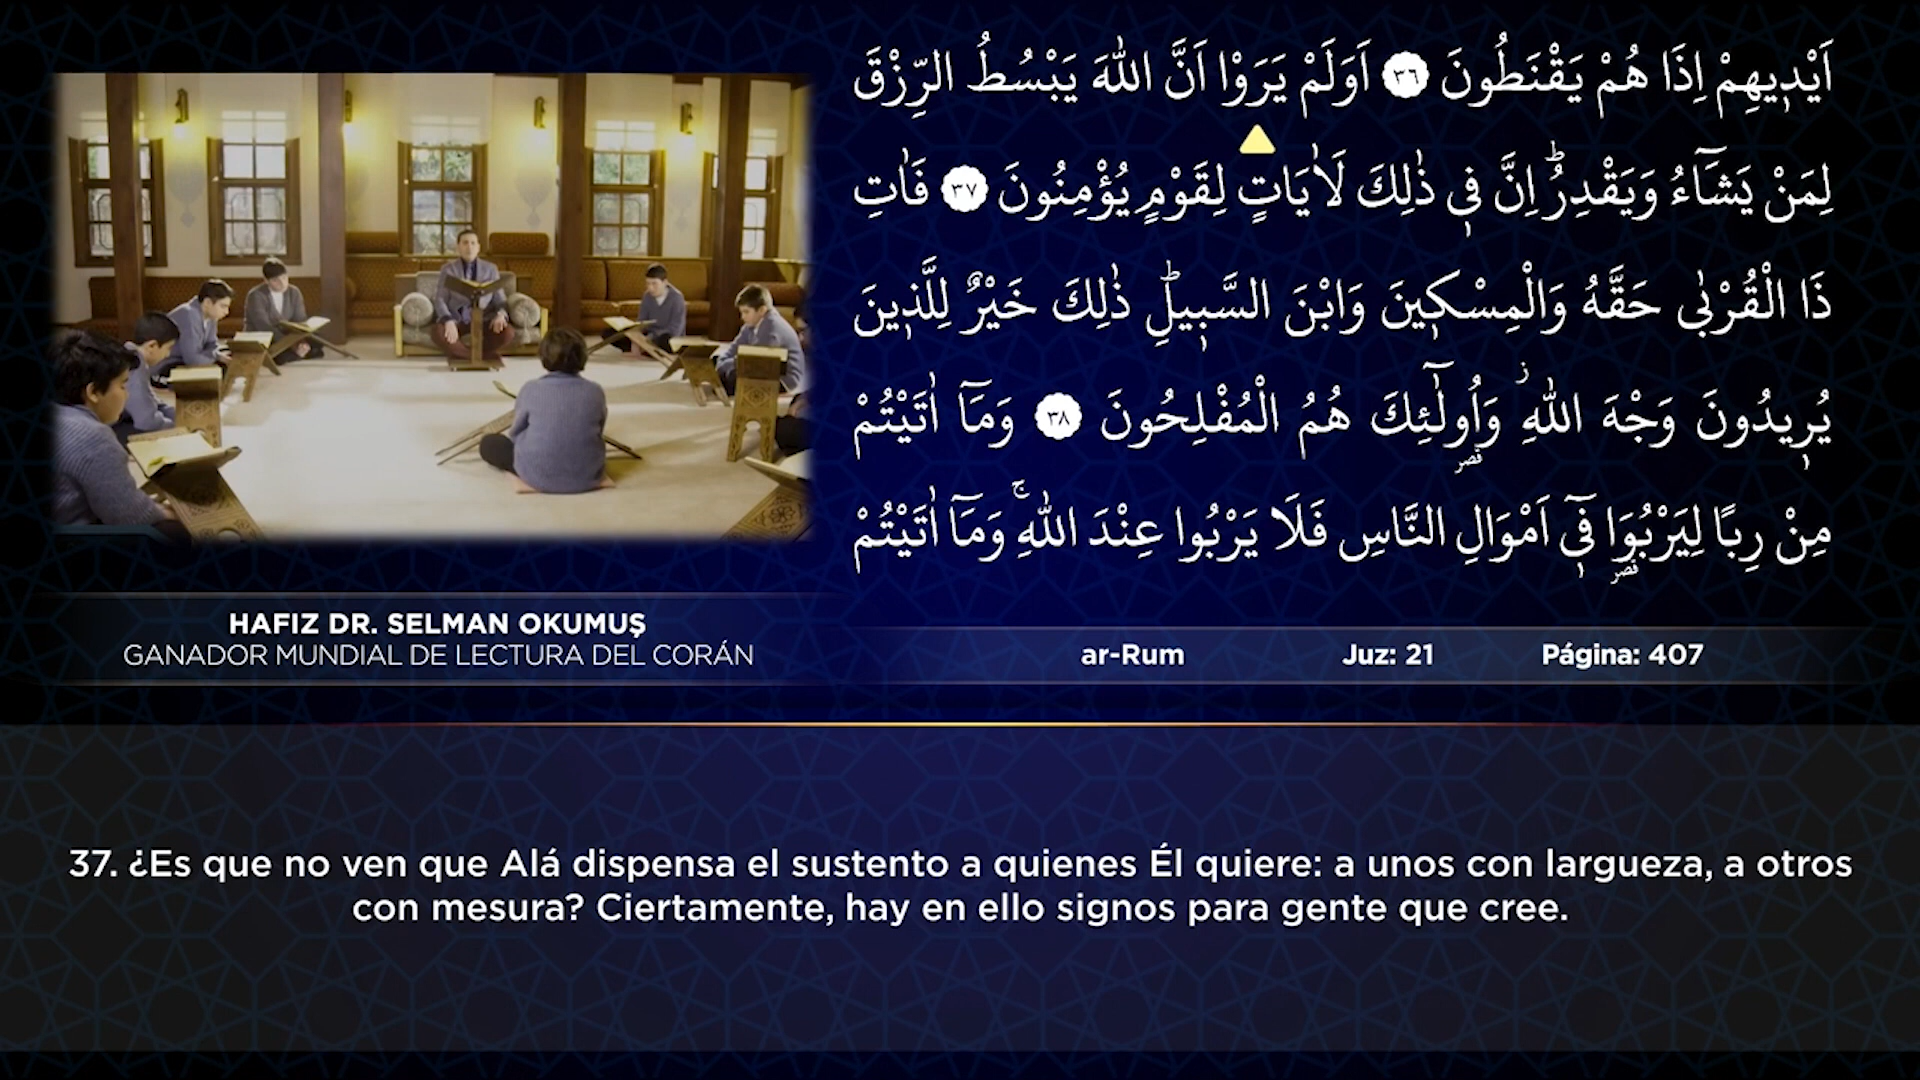 اَيْد۪يهِمْ اِذَا هُمْ يَقْنَطُونَ ﴿٣٦﴾ اَوَلَمْ يَرَوْا اَنَّ اللّٰهَ يَبْسُطُ الرِّزْقَ
لِمَنْ يَشَٓاءُ وَيَقْدِرُۜ اِنَّ ف۪ي ذٰلِكَ لَاٰيَاتٍ لِقَوْمٍ يُؤْمِنُونَ ﴿٣٧﴾ فَاٰتِ
ذَا الْقُرْبٰى حَقَّهُ وَالْمِسْك۪ينَ وَابْنَ السَّب۪يلِۜ ذٰلِكَ خَيْرٌ لِلَّذ۪ينَ
يُر۪يدُونَ وَجْهَ اللّٰهِۘ وَاُو۬لٰٓئِكَ هُمُ الْمُفْلِحُونَ ﴿٣٨﴾ وَمَٓا اٰتَيْتُمْ
مِنْ رِبًا لِيَرْبُوَ۬ا ف۪ٓي اَمْوَالِ النَّاسِ فَلَا يَرْبُوا عِنْدَ اللّٰهِۚ وَمَٓا اٰتَيْتُمْ
HAFIZ DR. SELMAN OKUMUŞ
GANADOR MUNDIAL DE LECTURA DEL CORÁN
ar-Rum Juz: 21 Página: 407
37. ¿Es que no ven que Alá dispensa el sustento a quienes Él quiere: a unos con largueza, a otros
con mesura? Ciertamente, hay en ello signos para gente que cree.